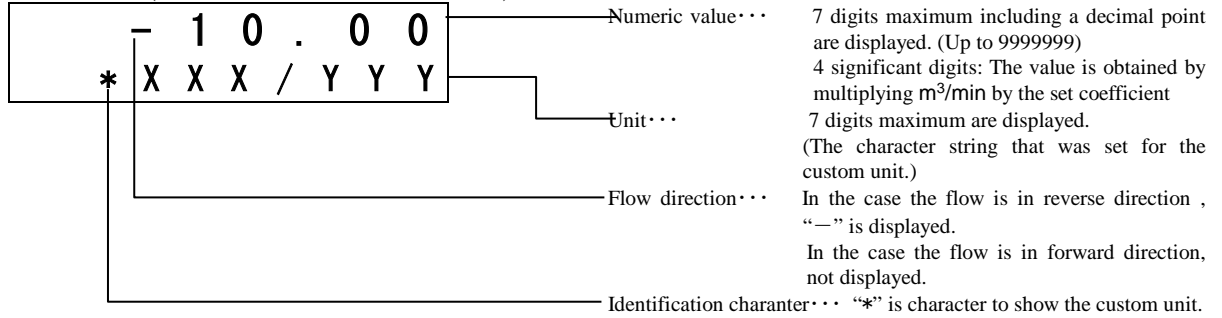 - 10.00
*XXX/YYY
Numeric value･･･ 7 digits maximum including a decimal point
are displayed. (Up to 9999999)
4 significant digits: The value is obtained by
multiplying m³/min by the set coefficient
Unit･･･ 7 digits maximum are displayed.
(The character string that was set for the
custom unit.)
Flow direction･･･ In the case the flow is in reverse direction ,
“－” is displayed.
In the case the flow is in forward direction,
not displayed.
Identification charanter･･･ “*” is character to show the custom unit.